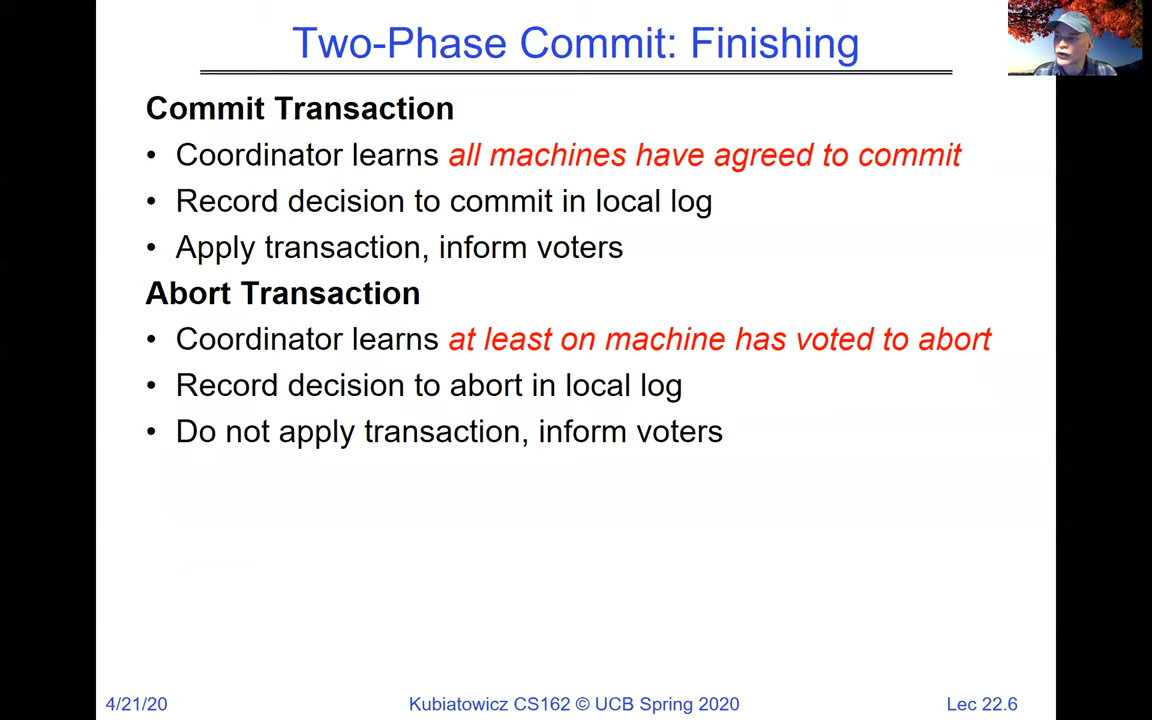 Two-Phase Commit: Finishing
Commit Transaction
• Coordinator learns all machines have agreed to commit
• Record decision to commit in local log
• Apply transaction, inform voters
Abort Transaction
• Coordinator learns at least on machine has voted to abort
• Record decision to abort in local log
• Do not apply transaction, inform voters
4/21/20
Kubiatowicz CS162 © UCB Spring 2020
Lec 22.6